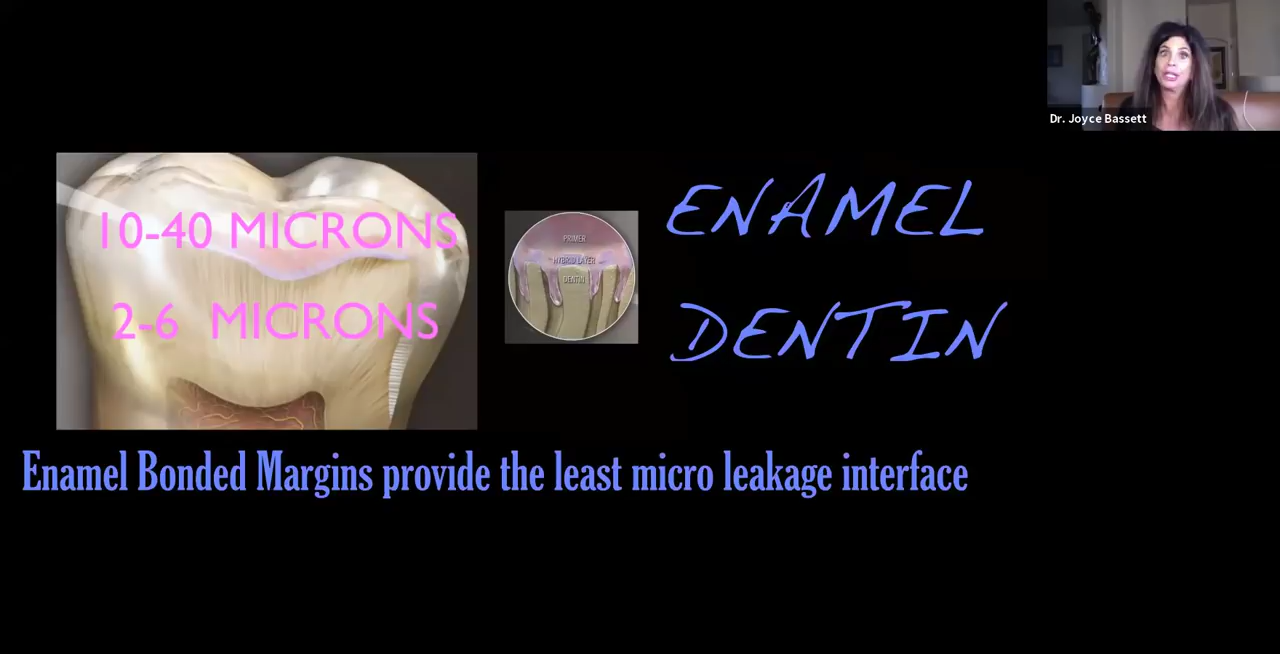 Dr. Joyce Bassett
10-40 MICRONS
2-6 MICRONS
PRIMER
HYBRID LAYER
DENTIN
ENAMEL
DENTIN
Enamel Bonded Margins provide the least micro leakage interface